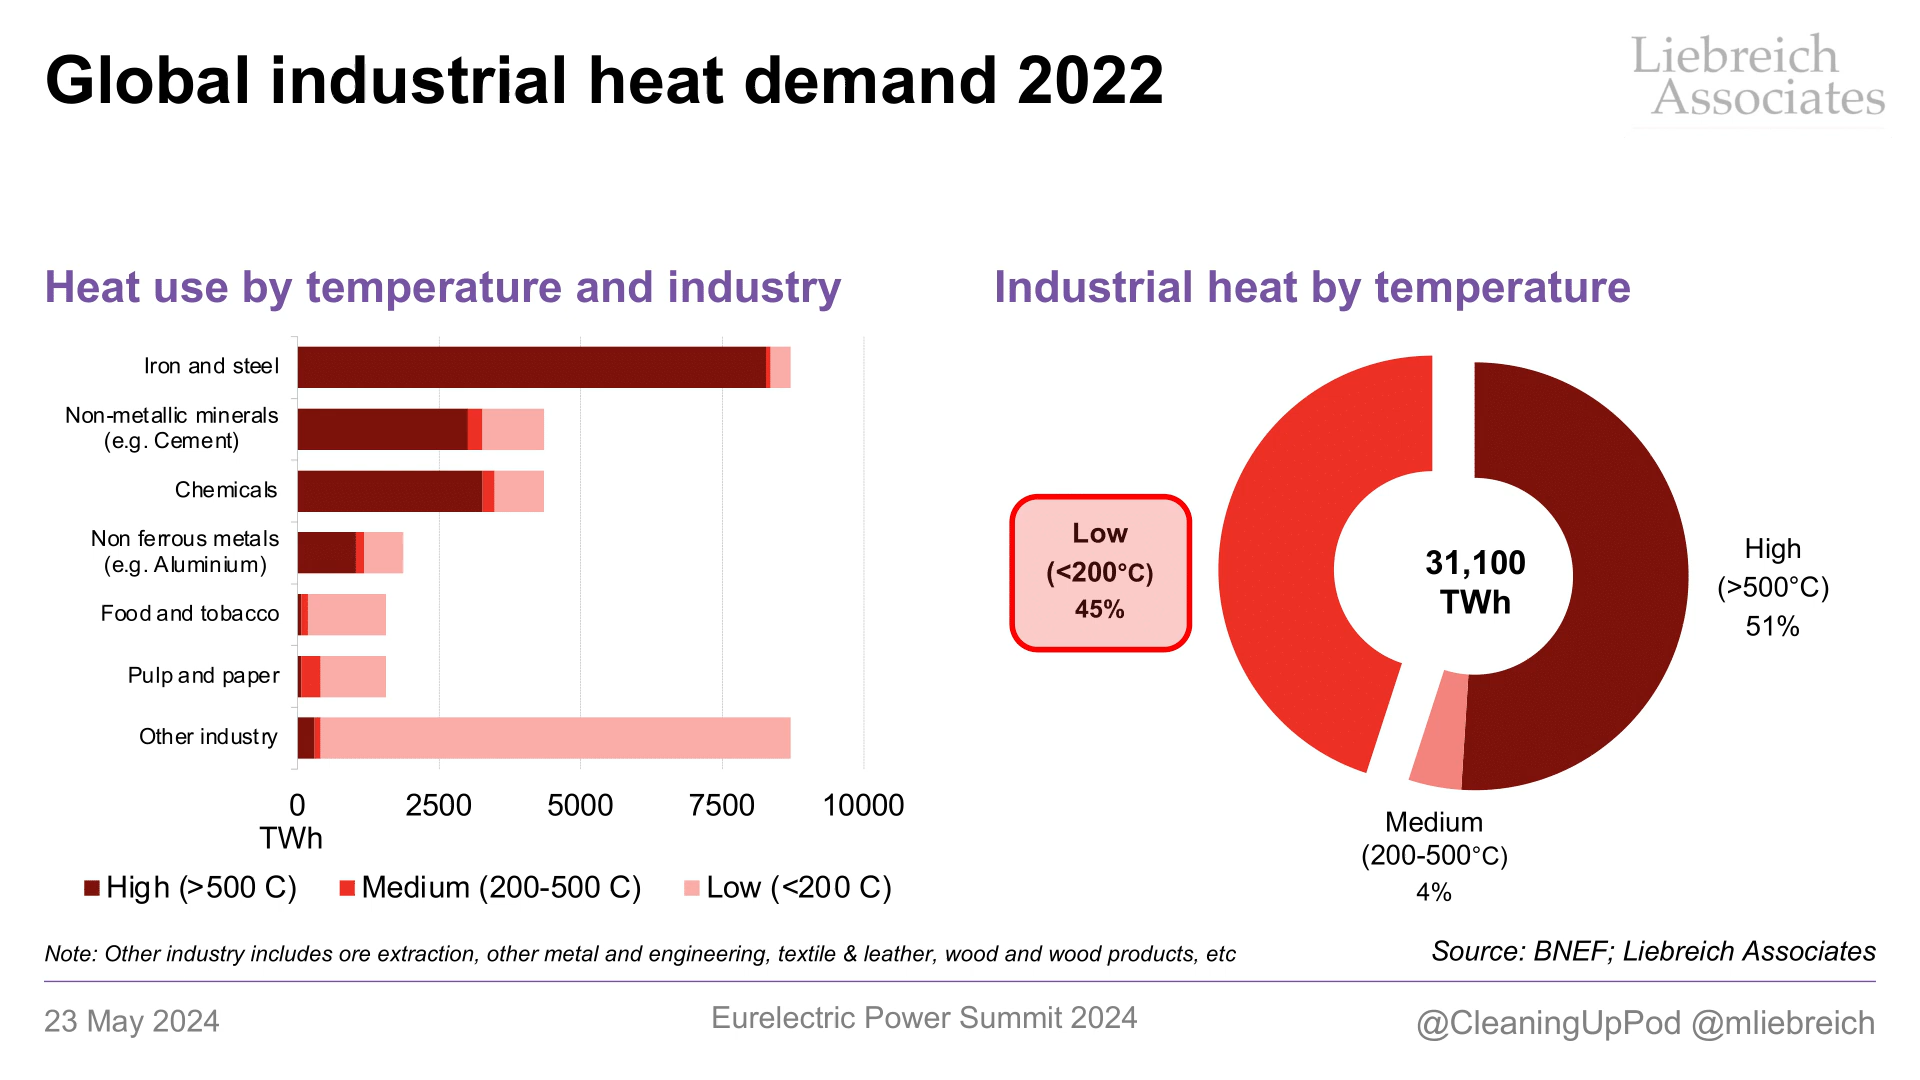 Global industrial heat demand 2022
Liebreich
Associates
Heat use by temperature and industry
Iron and steel
Non-metallic minerals
(e.g. Cement)
Chemicals
Non ferrous metals
(e.g. Aluminium)
Food and tobacco
Pulp and paper
Other industry
0
2500
5000
7500
10000
TWh
High (>500 C)
Medium (200-500 C)
Low (<200 C)
Industrial heat by temperature
Low
(<200°C)
45%
31,100
TWh
High
(>500°C)
51%
Medium
(200-500°C)
4%
Note: Other industry includes ore extraction, other metal and engineering, textile & leather, wood and wood products, etc
Source: BNEF; Liebreich Associates
23 May 2024
Eurelectric Power Summit 2024
@CleaningUpPod @mliebreich